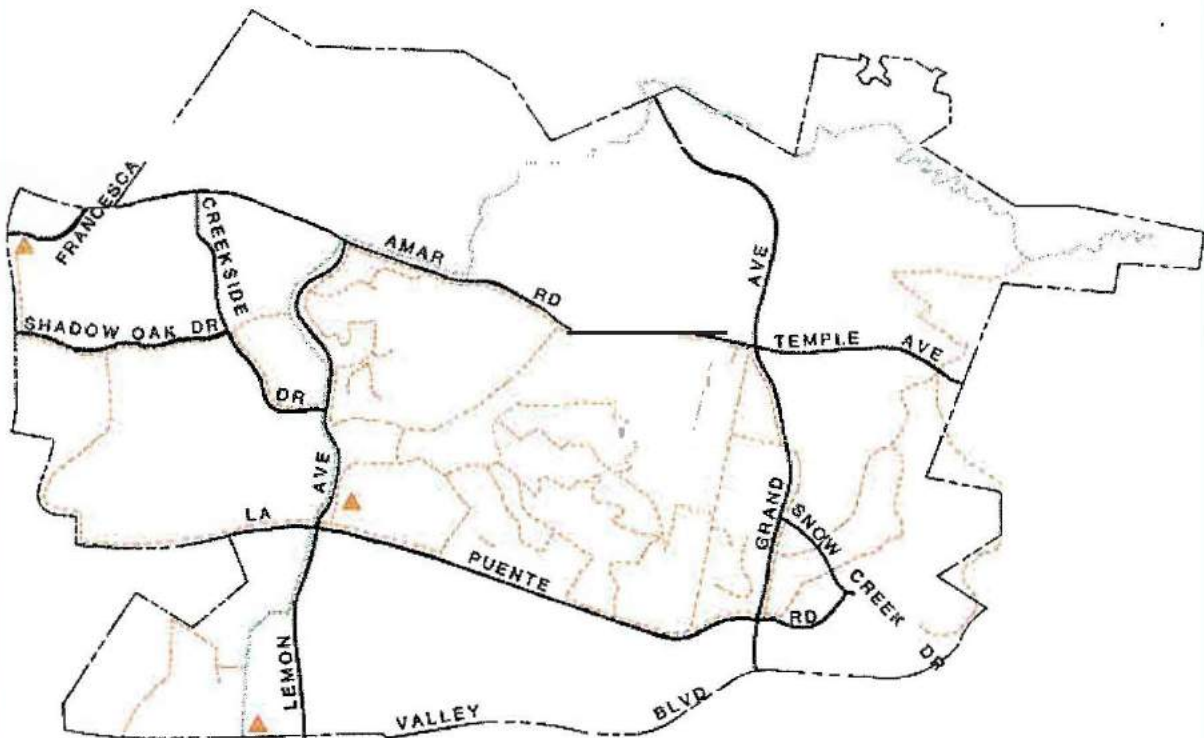 FRANCESCA
CREEKSIDE
DR
AMAR
RD
SHADOW OAK DR
TEMPLE AVE
GRAND
AVE
SNOW CREEK DR
LA PUENTE RD
LEMON
AVE
VALLEY BLVD